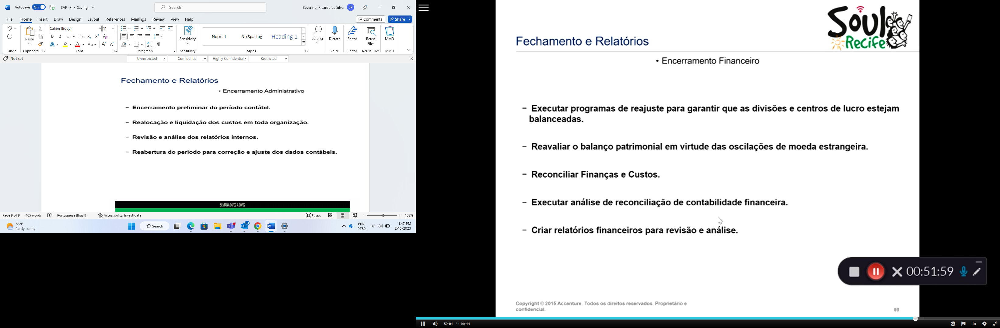 AutoSave On SAP -FI • Saving... Search Severino, Ricardo da Silva SR
File Home Insert Draw Design Layout References Mailings Review View Help Comments Share
Calibri (Body) 11
Normal No Spacing Heading 1
Paste Sensitivity Editing Dictate Editor Reuse Files MMD
Undo Clipboard Font Paragraph Sensitivity Styles Voice Editor Reuse Files MMD
Not set Unrestricted Confidential Highly Confidential Restricted
Fechamento e Relatórios
• Encerramento Administrativo
– Encerramento preliminar do período contábil.
– Realocação e liquidação dos custos em toda organização.
– Revisão e análise dos relatórios internos.
– Reabertura do período para correção e ajuste dos dados contábeis.
SEMANA 06/02 A 10/02
Page 9 of 9 405 words Portuguese (Brazil) Accessibility: Investigate Focus 132%
86°F
Partly sunny
Search
ENG
PTB2
1:47 PM
2/10/2023
Soul
Recife
Fechamento e Relatórios
• Encerramento Financeiro
– Executar programas de reajuste para garantir que as divisões e centros de lucro estejam
balanceadas.
– Reavaliar o balanço patrimonial em virtude das oscilações de moeda estrangeira.
– Reconciliar Finanças e Custos.
– Executar análise de reconciliação de contabilidade financeira.
– Criar relatórios financeiros para revisão e análise.
00:51:59
Copyright © 2015 Accenture. Todos os direitos reservados. Proprietário e
confidencial.
99
52:01 / 1:00:44
CC 1x